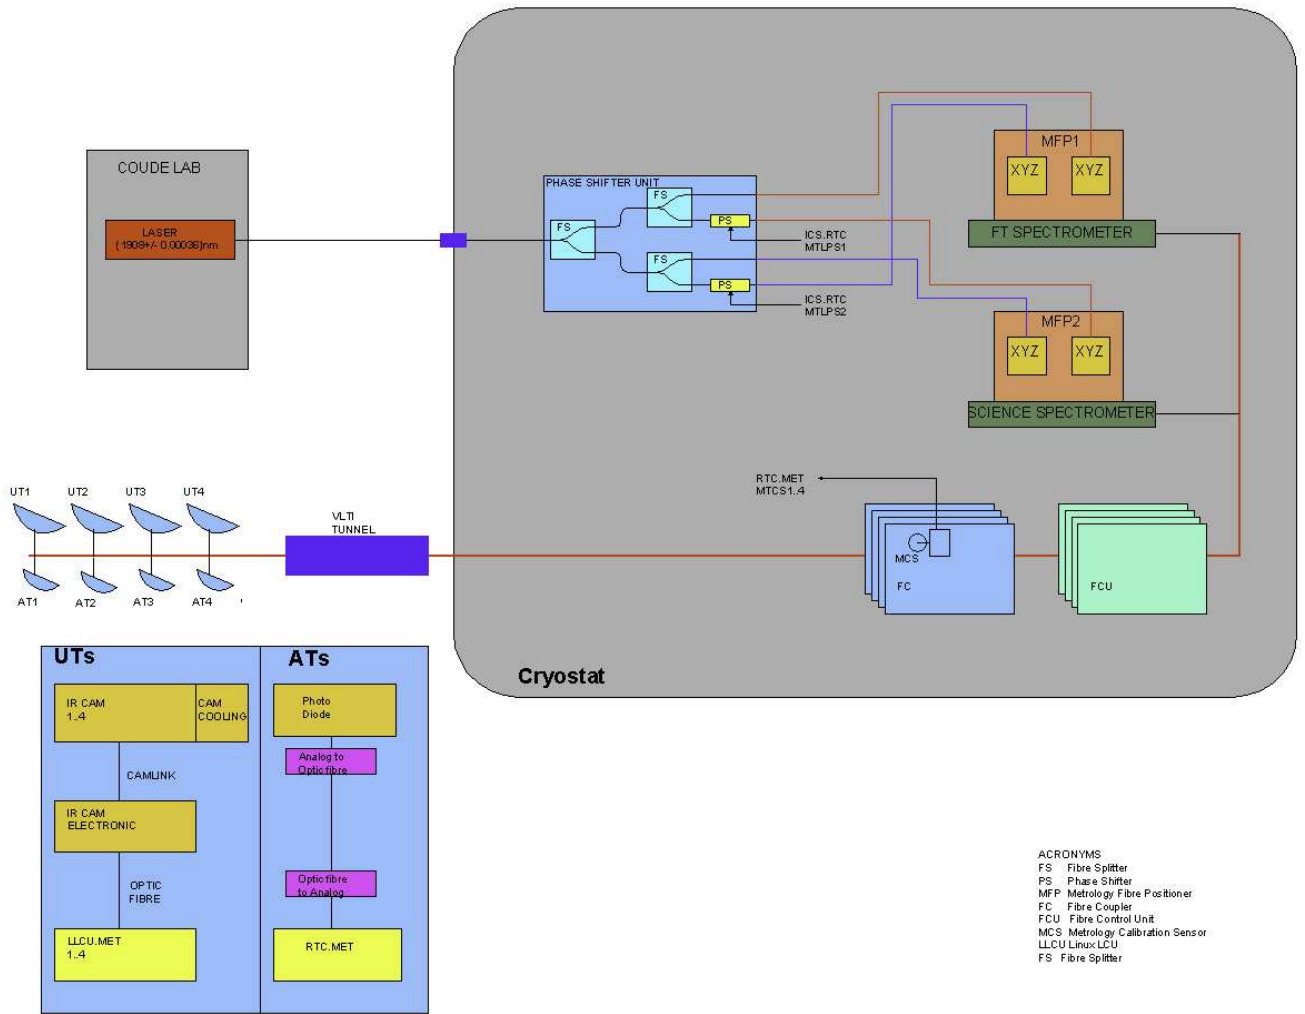 COUDE LAB
LASER
(1909+/- 0.00036)nm
PHASE SHIFTER UNIT
FS
FS
PS
FS
PS
ICS.RTC
MTLPS1
ICS.RTC
MTLPS2
MFP1
XYZ
XYZ
FT SPECTROMETER
MFP2
XYZ
XYZ
SCIENCE SPECTROMETER
UT1
UT2
UT3
UT4
AT1
AT2
AT3
AT4
VLTI
TUNNEL
RTC.MET
MTCS1..4
MCS
FC
FCU
Cryostat
UTs
IR CAM
1..4
CAM
COOLING
CAMLINK
IR CAM
ELECTRONIC
OPTIC
FIBRE
LLCU.MET
1..4
ATs
Photo
Diode
Analog to
Optic fibre
Optic fibre
to Analog
RTC.MET
ACRONYMS
FS Fibre Splitter
PS Phase Shifter
MFP Metrology Fibre Positioner
FC Fibre Coupler
FCU Fibre Control Unit
MCS Metrology Calibration Sensor
LLCU Linux LCU
FS Fibre Splitter